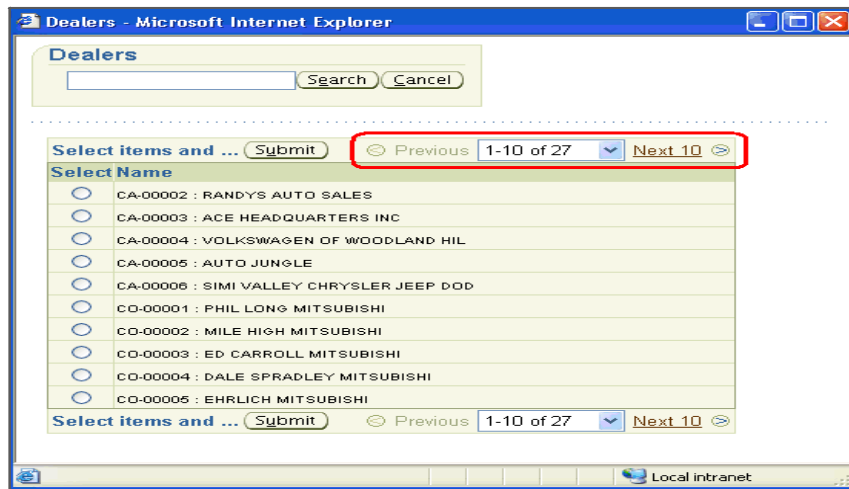 Dealers - Microsoft Internet Explorer
Dealers
Search Cancel
Select items and ... Submit Previous 1-10 of 27 Next 10
Select Name
CA-00002 : RANDYS AUTO SALES
CA-00003 : ACE HEADQUARTERS INC
CA-00004 : VOLKSWAGEN OF WOODLAND HIL
CA-00005 : AUTO JUNGLE
CA-00006 : SIMI VALLEY CHRYSLER JEEP DOD
CO-00001 : PHIL LONG MITSUBISHI
CO-00002 : MILE HIGH MITSUBISHI
CO-00003 : ED CARROLL MITSUBISHI
CO-00004 : DALE SPRADLEY MITSUBISHI
CO-00005 : EHRLICH MITSUBISHI
Select items and ... Submit Previous 1-10 of 27 Next 10
Local intranet